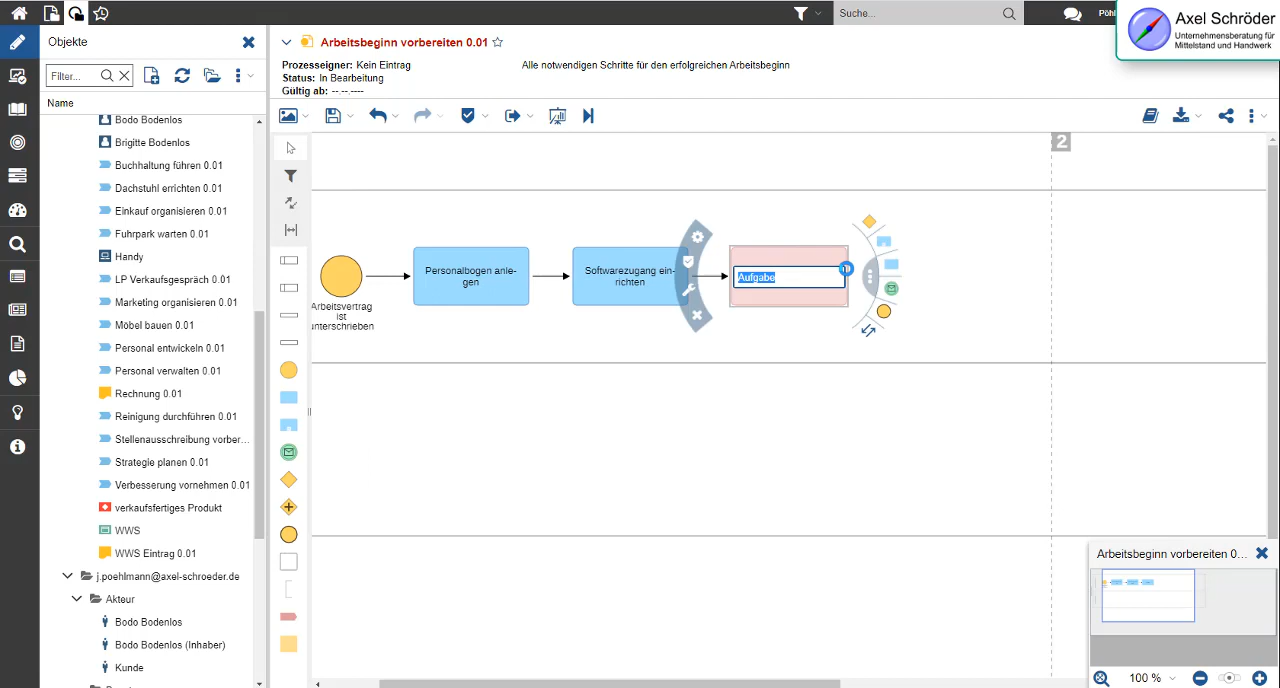 Suche...
Pöhl
Axel Schröder
Unternehmensberatung für
Mittelstand und Handwerk
Objekte
Filter...
Name
Bodo Bodenlos
Brigitte Bodenlos
Buchhaltung führen 0.01
Dachstuhl errichten 0.01
Einkauf organisieren 0.01
Fuhrpark warten 0.01
Handy
LP Verkaufsgespräch 0.01
Marketing organisieren 0.01
Möbel bauen 0.01
Personal entwickeln 0.01
Personal verwalten 0.01
Rechnung 0.01
Reinigung durchführen 0.01
Stellenausschreibung vorber...
Strategie planen 0.01
Verbesserung vornehmen 0.01
verkaufsfertiges Produkt
WWS
WWS Eintrag 0.01
j.poehlmann@axel-schroeder.de
Akteur
Bodo Bodenlos
Bodo Bodenlos (Inhaber)
Kunde
Arbeitsbeginn vorbereiten 0.01
Prozesseigner: Kein Eintrag
Alle notwendigen Schritte für den erfolgreichen Arbeitsbeginn
Status: In Bearbeitung
Gültig ab: --.--.----
2
Arbeitsvertrag
ist
unterschrieben
Personalbogen anle-
gen
Softwarezugang ein-
richten
Aufgabe
Arbeitsbeginn vorbereiten 0...
100 %